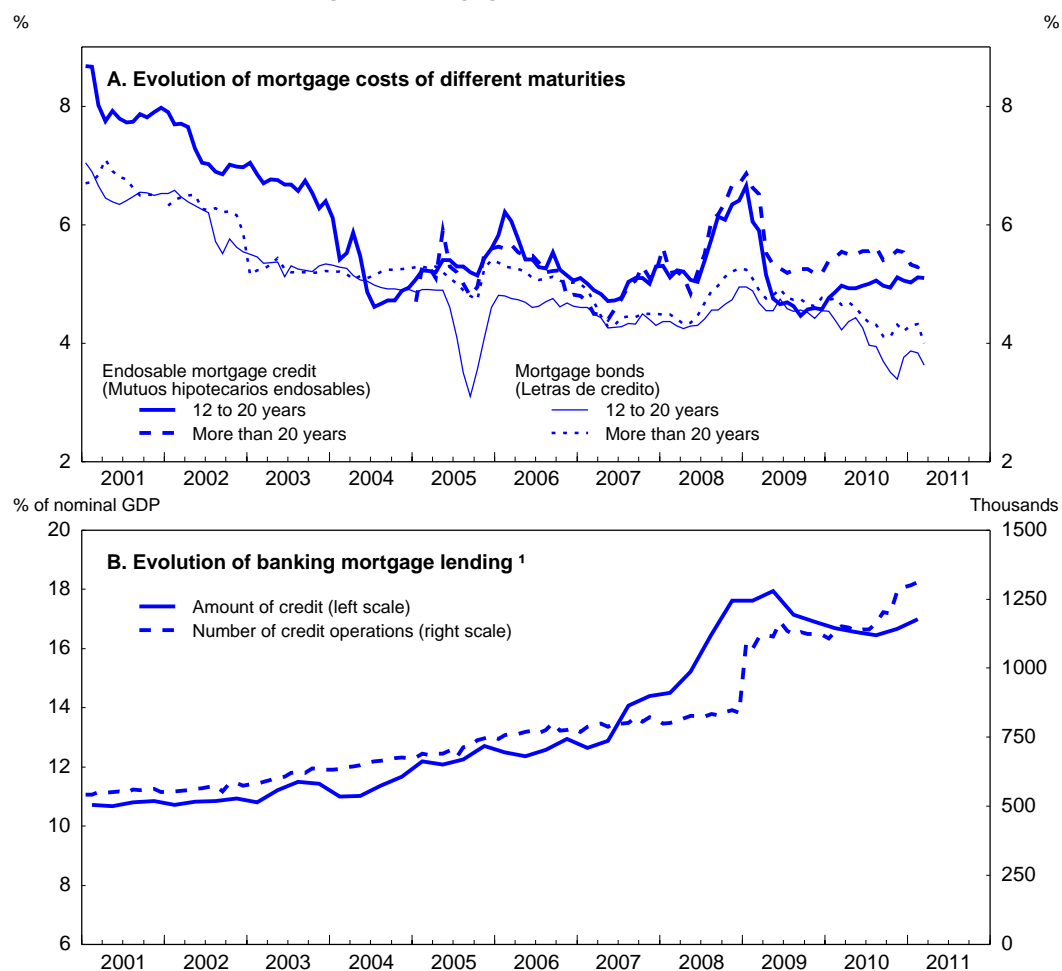 %
%
A. Evolution of mortgage costs of different maturities
8
8
6
6
4
4
Endosable mortgage credit
(Mutuos hipotecarios endosables)
12 to 20 years
More than 20 years
Mortgage bonds
(Letras de credito)
12 to 20 years
More than 20 years
2
2
2001 2002 2003 2004 2005 2006 2007 2008 2009 2010 2011
% of nominal GDP
Thousands
20
1500
B. Evolution of banking mortgage lending ¹
18
1250
Amount of credit (left scale)
Number of credit operations (right scale)
16
1000
14
750
12
500
10
250
8
6
0
2001 2002 2003 2004 2005 2006 2007 2008 2009 2010 2011